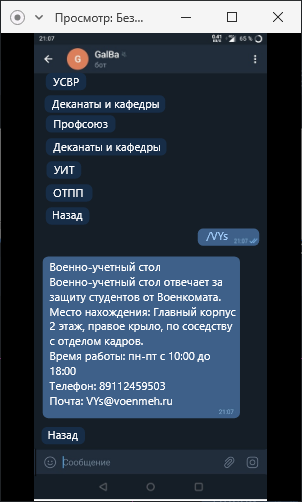 Просмотр: Без...
21:07
0.41
65 %
G
GalBa
бот
УСВР
Деканаты и кафедры
Профсоюз
Деканаты и кафедры
УИТ
ОТПП
Назад
/VYs
21:07
Военно-учетный стол
Военно-учетный стол отвечает за
защиту студентов от Военкомата.
Место нахождения: Главный корпус
2 этаж, правое крыло, по соседству
с отделом кадров.
Время работы: пн-пт с 10:00 до
18:00
Телефон: 89112459503
Почта: VYs@voenmeh.ru
21:07
Назад
Сообщение